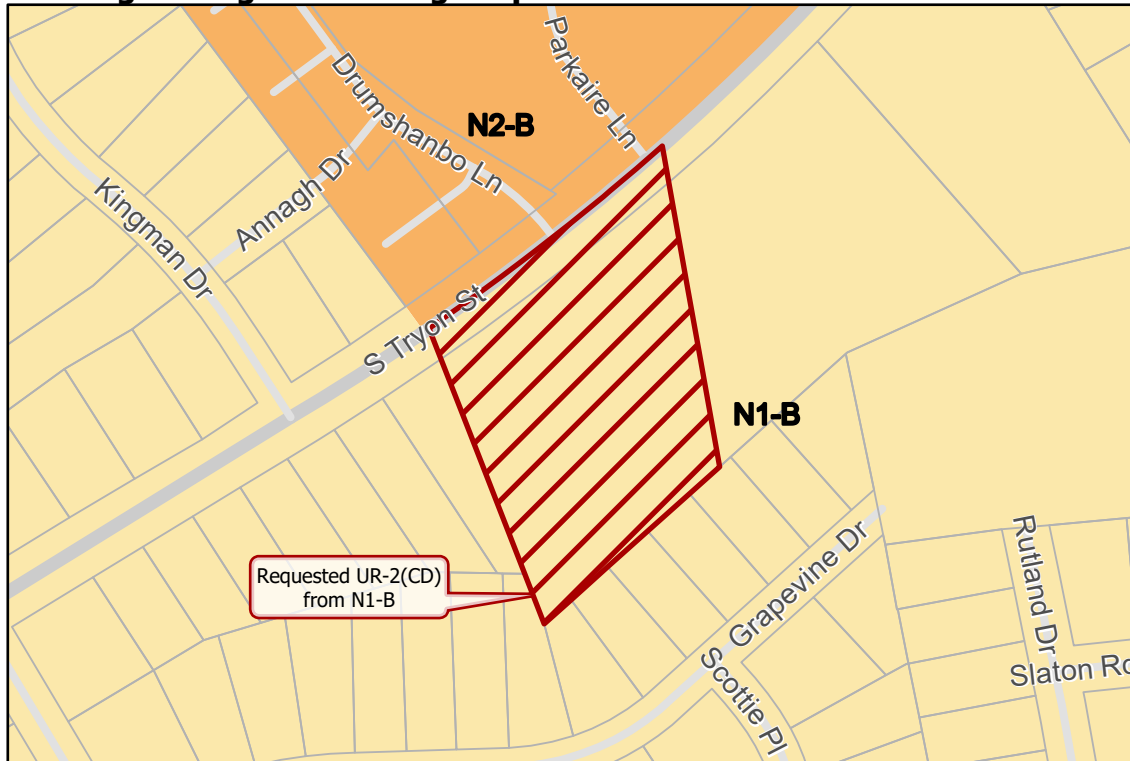 Parkaire Ln
Drumshanbo Ln
N2-B
Annagh Dr
Kingman Dr
S Tryon St
N1-B
Requested UR-2(CD)
from N1-B
Grapevine Dr
S
Scottie Pl
Rutland Dr
Slaton Rd